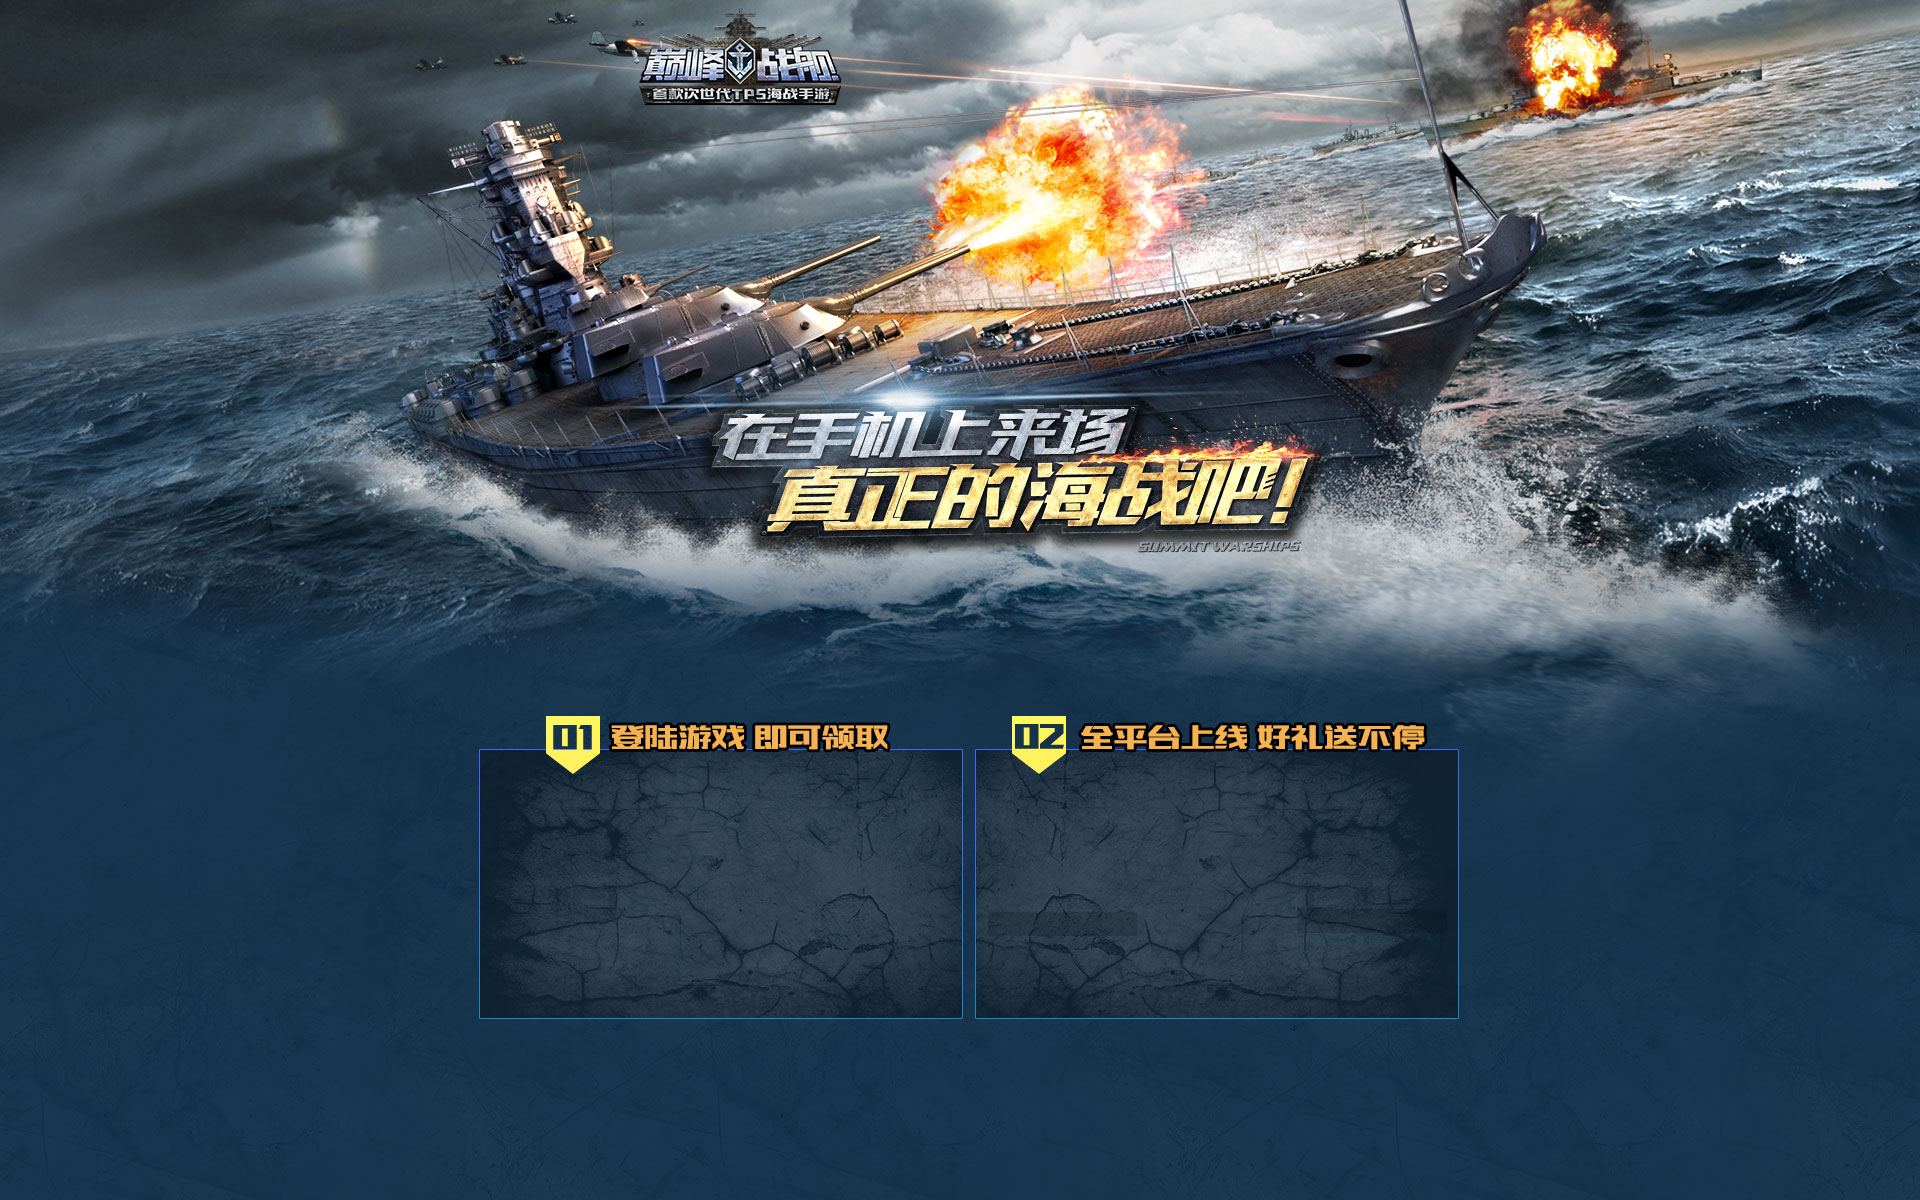 巅峰战舰
首款次世代TPS海战手游
在手机上来场
真正的海战吧!
SUMMIT WARSHIPS
01 登陆游戏 即可领取
02 全平台上线 好礼送不停